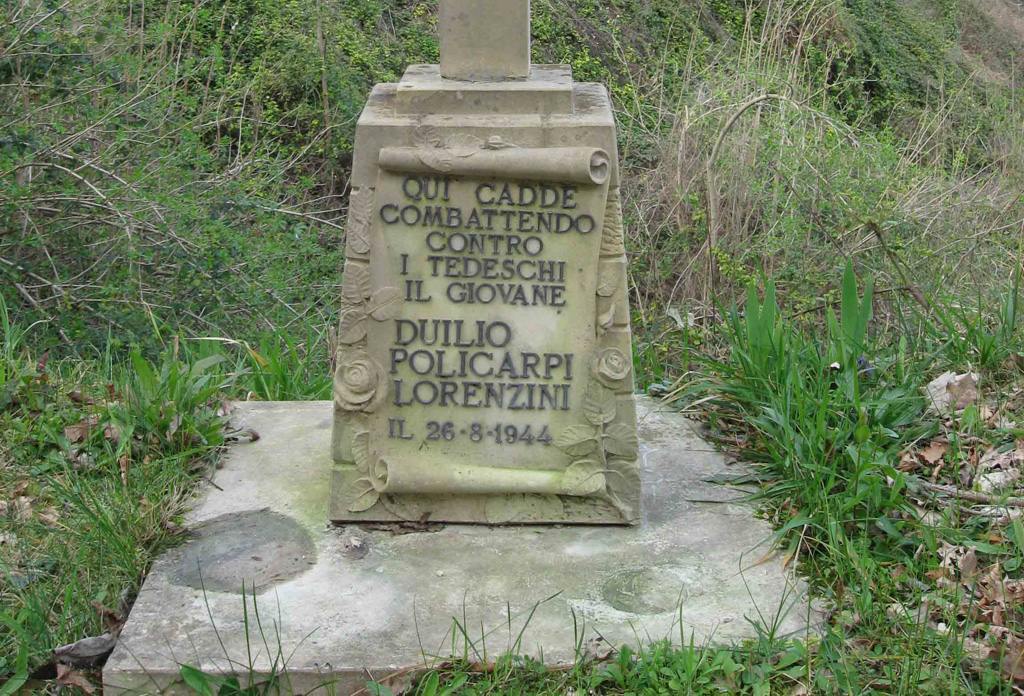 QUI CADDE
COMBATTENDO
CONTRO
I TEDESCHI
IL GIOVANE
DUILIO
POLICARPI
LORENZINI
IL 26·8·1944